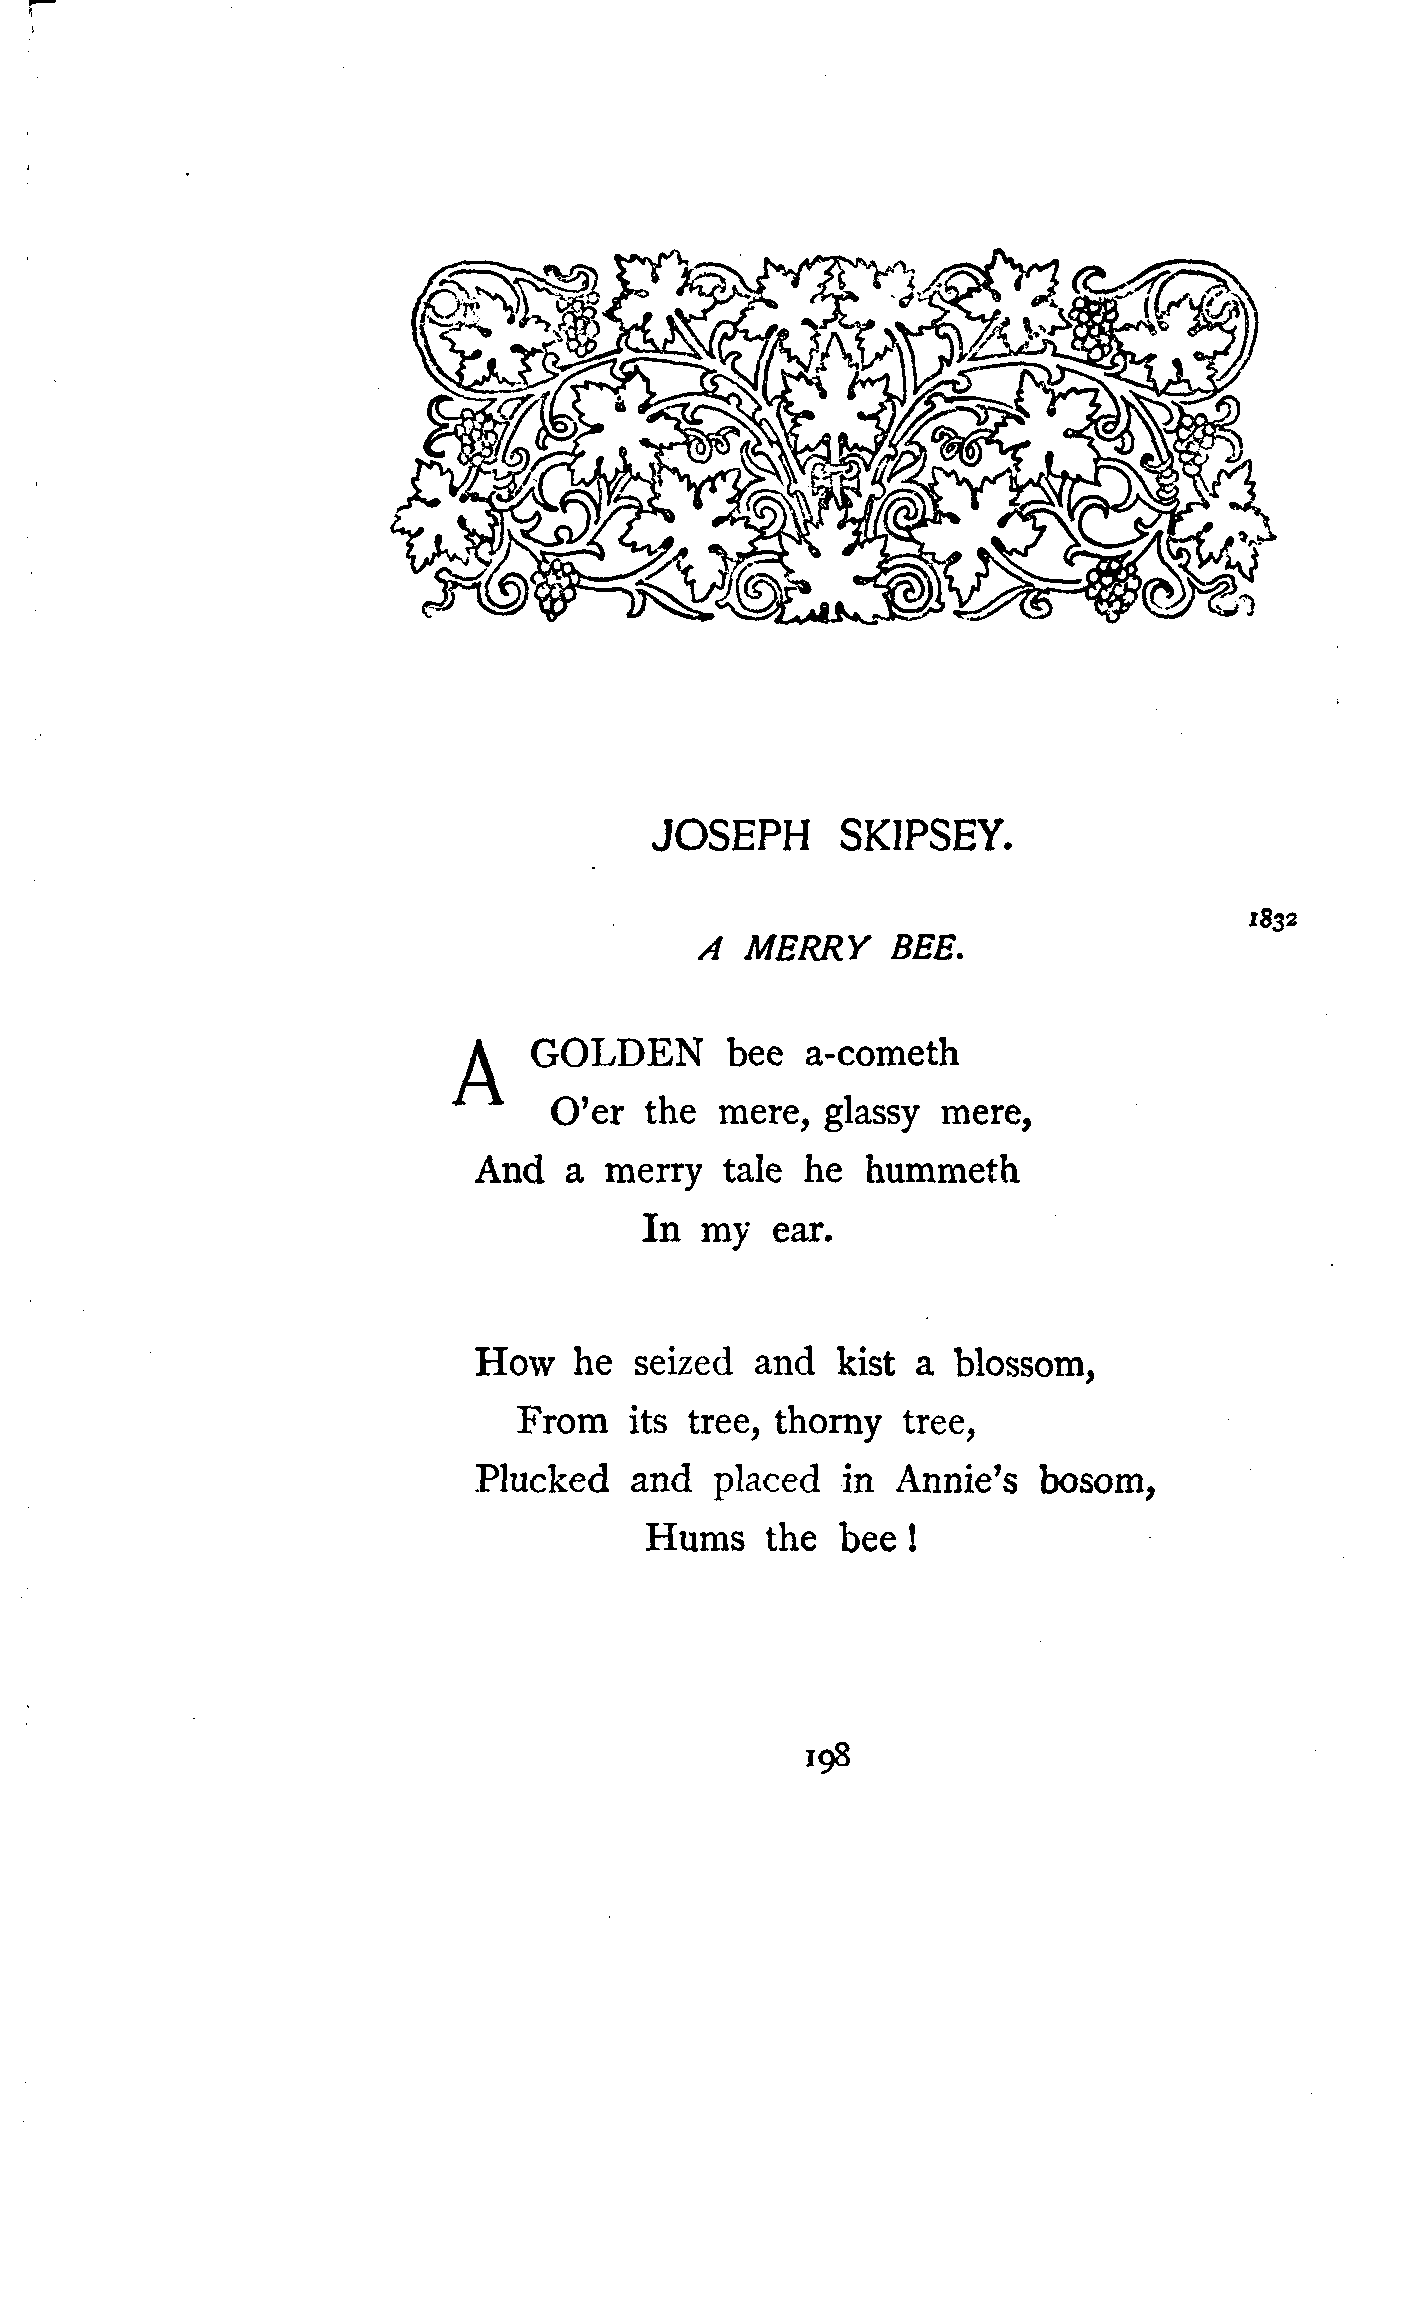 JOSEPH SKIPSEY.
1832
A MERRY BEE.
A GOLDEN bee a-cometh
O'er the mere, glassy mere,
And a merry tale he hummeth
In my ear.
How he seized and kist a blossom,
From its tree, thorny tree,
Plucked and placed in Annie's bosom,
Hums the bee!
198